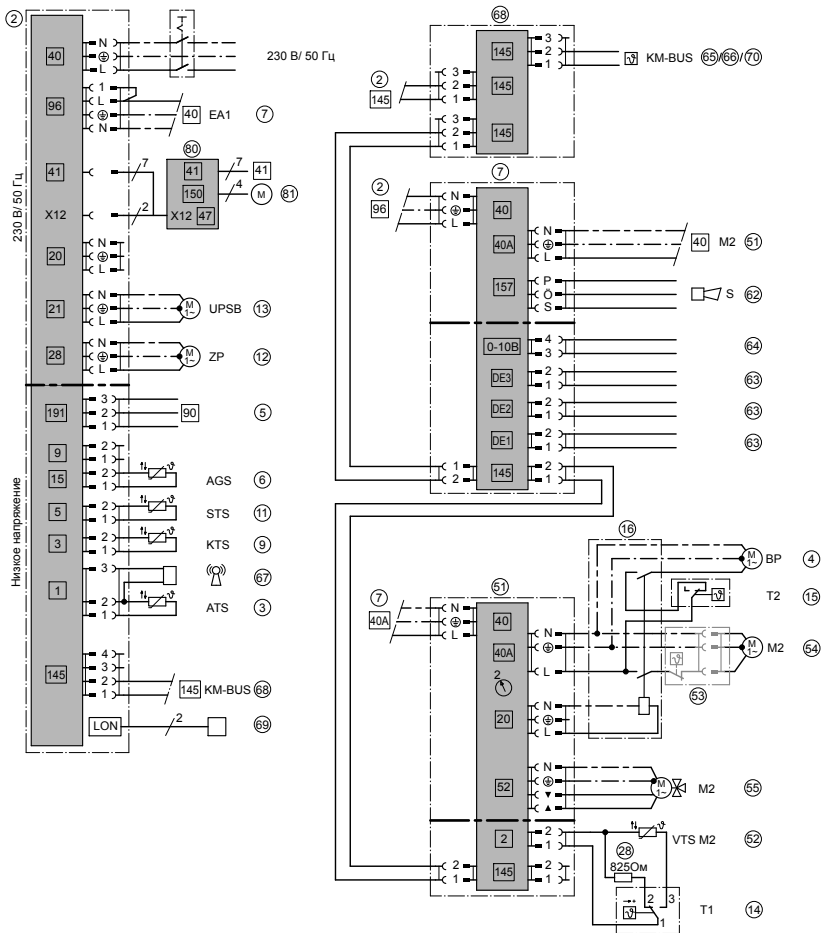 2
230 В/ 50 Гц
Низкое напряжение
40
N
L
230 В/ 50 Гц
96
1
L
N
40 EA1 7
41
7
80
41
7
41
150
4
M
81
X12
2
X12 47
20
N
L
21
N
L
M
1~
UPSB 13
28
N
L
M
1~
ZP 12
191
3
2
1
90
5
9
2
1
15
2
1
AGS 6
5
2
1
STS 11
3
2
1
KTS 9
1
3
67
2
1
ATS 3
145
4
3
2
1
145 KM-BUS 68
LON
2
69
68
145
3
2
1
KM-BUS 65/66/70
2
145
3
2
1
145
3
2
1
145
7
2
96
N
L
40
40A
N
L
40 M2 51
157
P
Ö
S
S 62
0-10В
4
3
64
DE3
2
1
63
DE2
2
1
63
DE1
2
1
63
1
2
145
2
1
16
M
1~
BP 4
T2 15
51
7
40A
N
L
40
40A
N
L
M
1~
M2 54
53
2
20
N
L
52
N
M
1~
M2 55
2
2
1
VTS M2 52
28
825Ом
2
1
145
2
1
2
3
1
T1 14